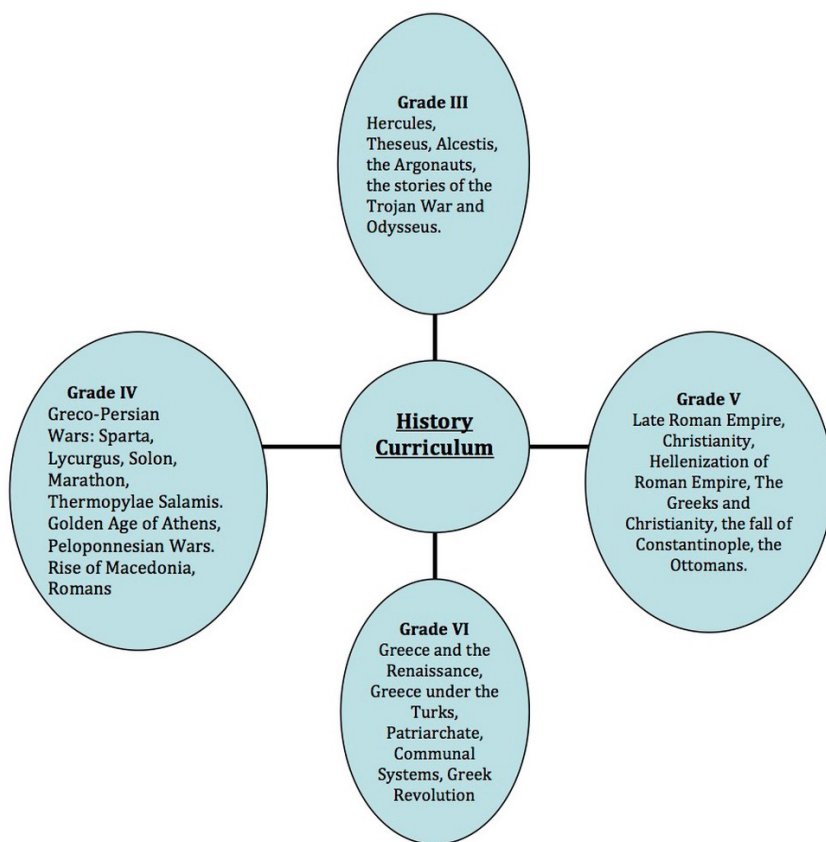 Grade III
Hercules,
Theseus, Alcestis,
the Argonauts,
the stories of the
Trojan War and
Odysseus.
Grade IV
Greco-Persian
Wars: Sparta,
Lycurgus, Solon,
Marathon,
Thermopylae Salamis.
Golden Age of Athens,
Peloponnesian Wars.
Rise of Macedonia,
Romans
History
Curriculum
Grade V
Late Roman Empire,
Christianity,
Hellenization of
Roman Empire, The
Greeks and
Christianity, the fall of
Constantinople, the
Ottomans.
Grade VI
Greece and the
Renaissance,
Greece under the
Turks,
Patriarchate,
Communal
Systems, Greek
Revolution